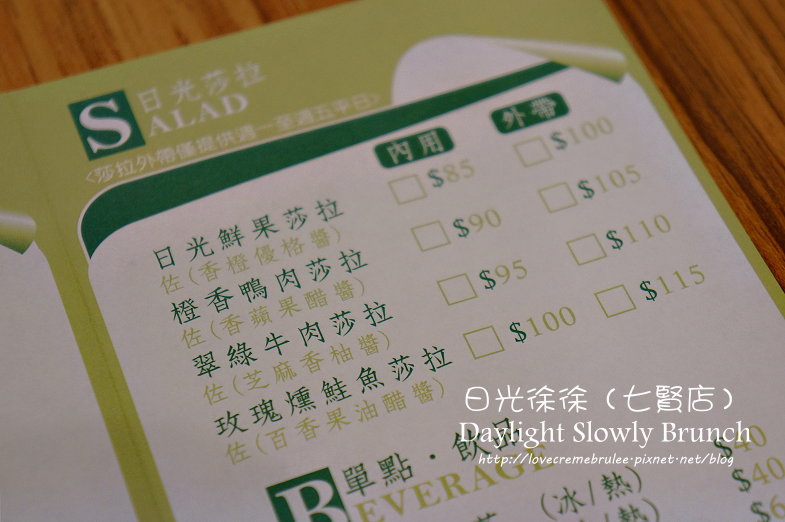 日光莎拉
SALAD
<莎拉外帶僅提供週一至週五平日>
內用 外帶
日光鮮果莎拉 $85 $100
佐(香橙優格醬)
橙香鴨肉莎拉 $90 $105
佐(香蘋果醋醬)
翠綠牛肉莎拉 $95 $110
佐(芝麻香柚醬)
玫瑰燻鮭魚莎拉 $100 $115
佐(百香果油醋醬)
日光徐徐（七賢店）
Daylight Slowly Brunch
http://lovecremebrulee.pixnet.net/blog
單點·飲品
BEVERAGE
(冰/熱) $40
$40